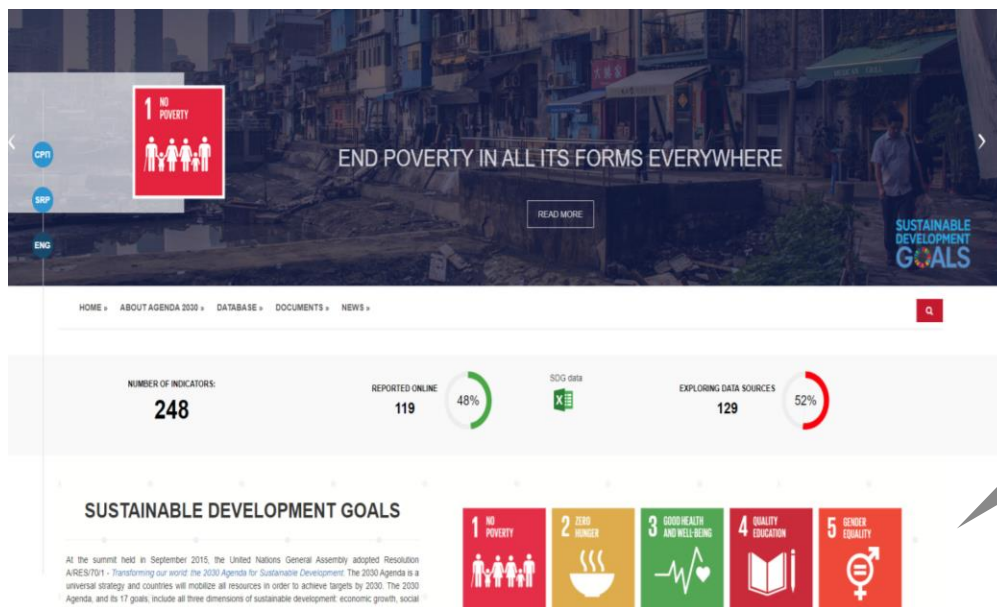 1 NO
POVERTY
СРП
SRP
ENG
END POVERTY IN ALL ITS FORMS EVERYWHERE
READ MORE
SUSTAINABLE
DEVELOPMENT
GOALS
HOME » ABOUT AGENDA 2030 » DATABASE » DOCUMENTS » NEWS »
NUMBER OF INDICATORS:
248
REPORTED ONLINE
119
48%
SDG data
EXPLORING DATA SOURCES
129
52%
SUSTAINABLE DEVELOPMENT GOALS
At the summit held in September 2015, the United Nations General Assembly adopted Resolution
A/RES/70/1 - Transforming our world: the 2030 Agenda for Sustainable Development. The 2030 Agenda is a
universal strategy and countries will mobilize all resources in order to achieve targets by 2030. The 2030
Agenda, and its 17 goals, include all three dimensions of sustainable development: economic growth, social
1 NO
POVERTY
2 ZERO
HUNGER
3 GOOD HEALTH
AND WELL-BEING
4 QUALITY
EDUCATION
5 GENDER
EQUALITY